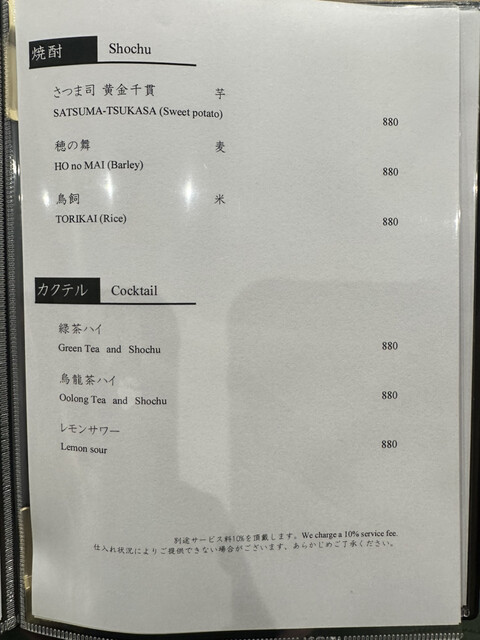 焼酎 Shochu
さつま司 黄金千貫 芋
SATSUMA-TSUKASA (Sweet potato)
880
穂の舞 麦
HO no MAI (Barley)
880
鳥飼 米
TORIKAI (Rice)
880
カクテル Cocktail
緑茶ハイ
Green Tea and Shochu
880
烏龍茶ハイ
Oolong Tea and Shochu
880
レモンサワー
Lemon sour
880
別途サービス料10%を頂戴します。We charge a 10% service fee.
仕入れ状況によりご提供できない場合がございます、あらかじめご了承ください。